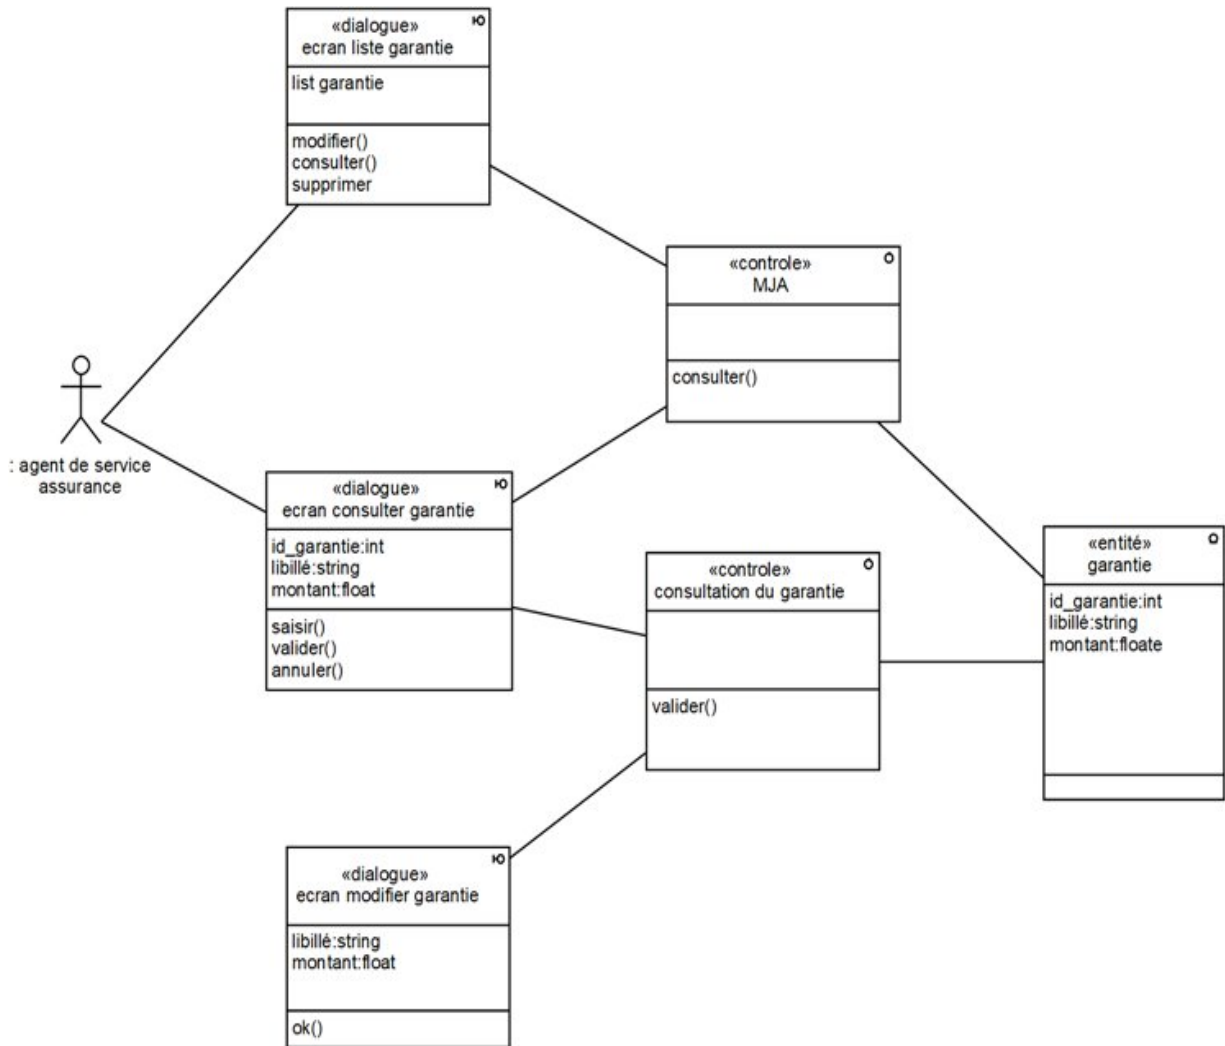 «dialogue»
ecran liste garantie
list garantie
modifier()
consulter()
supprimer
«controle»
MJA
consulter()
: agent de service
assurance
«dialogue»
ecran consulter garantie
id_garantie:int
libillé:string
montant:float
saisir()
valider()
annuler()
«controle»
consultation du garantie
valider()
«entité»
garantie
id_garantie:int
libillé:string
montant:floate
«dialogue»
ecran modifier garantie
libillé:string
montant:float
ok()